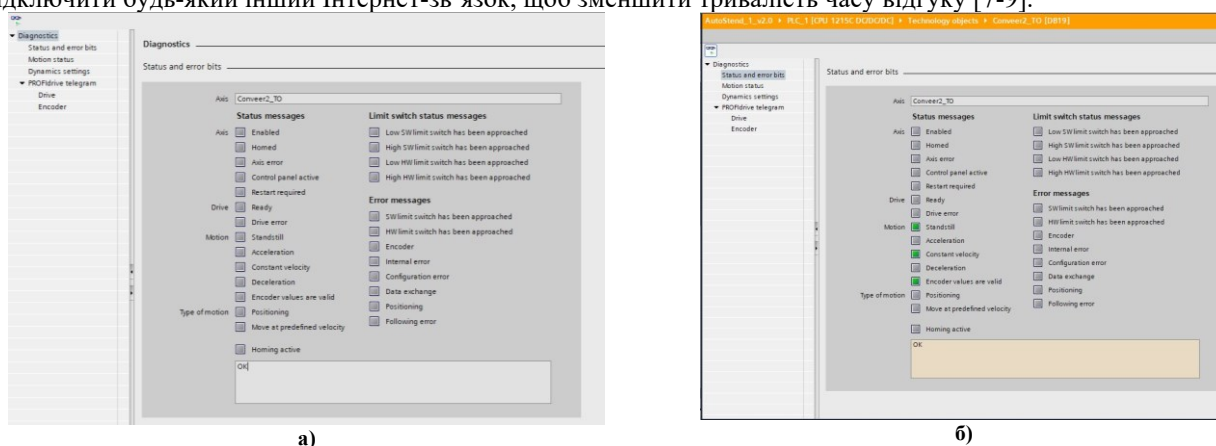 підключити будь-який інший Інтернет-зв'язок, щоб зменшити тривалість часу відгуку [7-9].
Diagnostics
Status and error bits
Motion status
Dynamics settings
PROFIdrive telegram
Drive
Encoder
Diagnostics
Status and error bits
Axis Conveer2_TO
Status messages
Axis Enabled
Homed
Axis error
Control panel active
Restart required
Drive Ready
Drive error
Motion Standstill
Acceleration
Constant velocity
Deceleration
Encoder values are valid
Type of motion Positioning
Move at predefined velocity
Homing active
OK
Limit switch status messages
Low SW limit switch has been approached
High SW limit switch has been approached
Low HW limit switch has been approached
High HW limit switch has been approached
Error messages
SW limit switch has been approached
HW limit switch has been approached
Encoder
Internal error
Configuration error
Data exchange
Positioning
Following error
а)
AutoStend_1_v2.0 PLC_1 [CPU 1215C DC/DC/DC] Technology objects Conveer2_TO [DB19]
Diagnostics
Status and error bits
Motion status
Dynamics settings
PROFIdrive telegram
Drive
Encoder
Status and error bits
Axis Conveer2_TO
Status messages
Axis Enabled
Homed
Axis error
Control panel active
Restart required
Drive Ready
Drive error
Motion Standstill
Acceleration
Constant velocity
Deceleration
Encoder values are valid
Type of motion Positioning
Move at predefined velocity
Homing active
OK
Limit switch status messages
Low SW limit switch has been approached
High SW limit switch has been approached
Low HW limit switch has been approached
High HW limit switch has been approached
Error messages
SW limit switch has been approached
HW limit switch has been approached
Encoder
Internal error
Configuration error
Data exchange
Positioning
Following error
б)